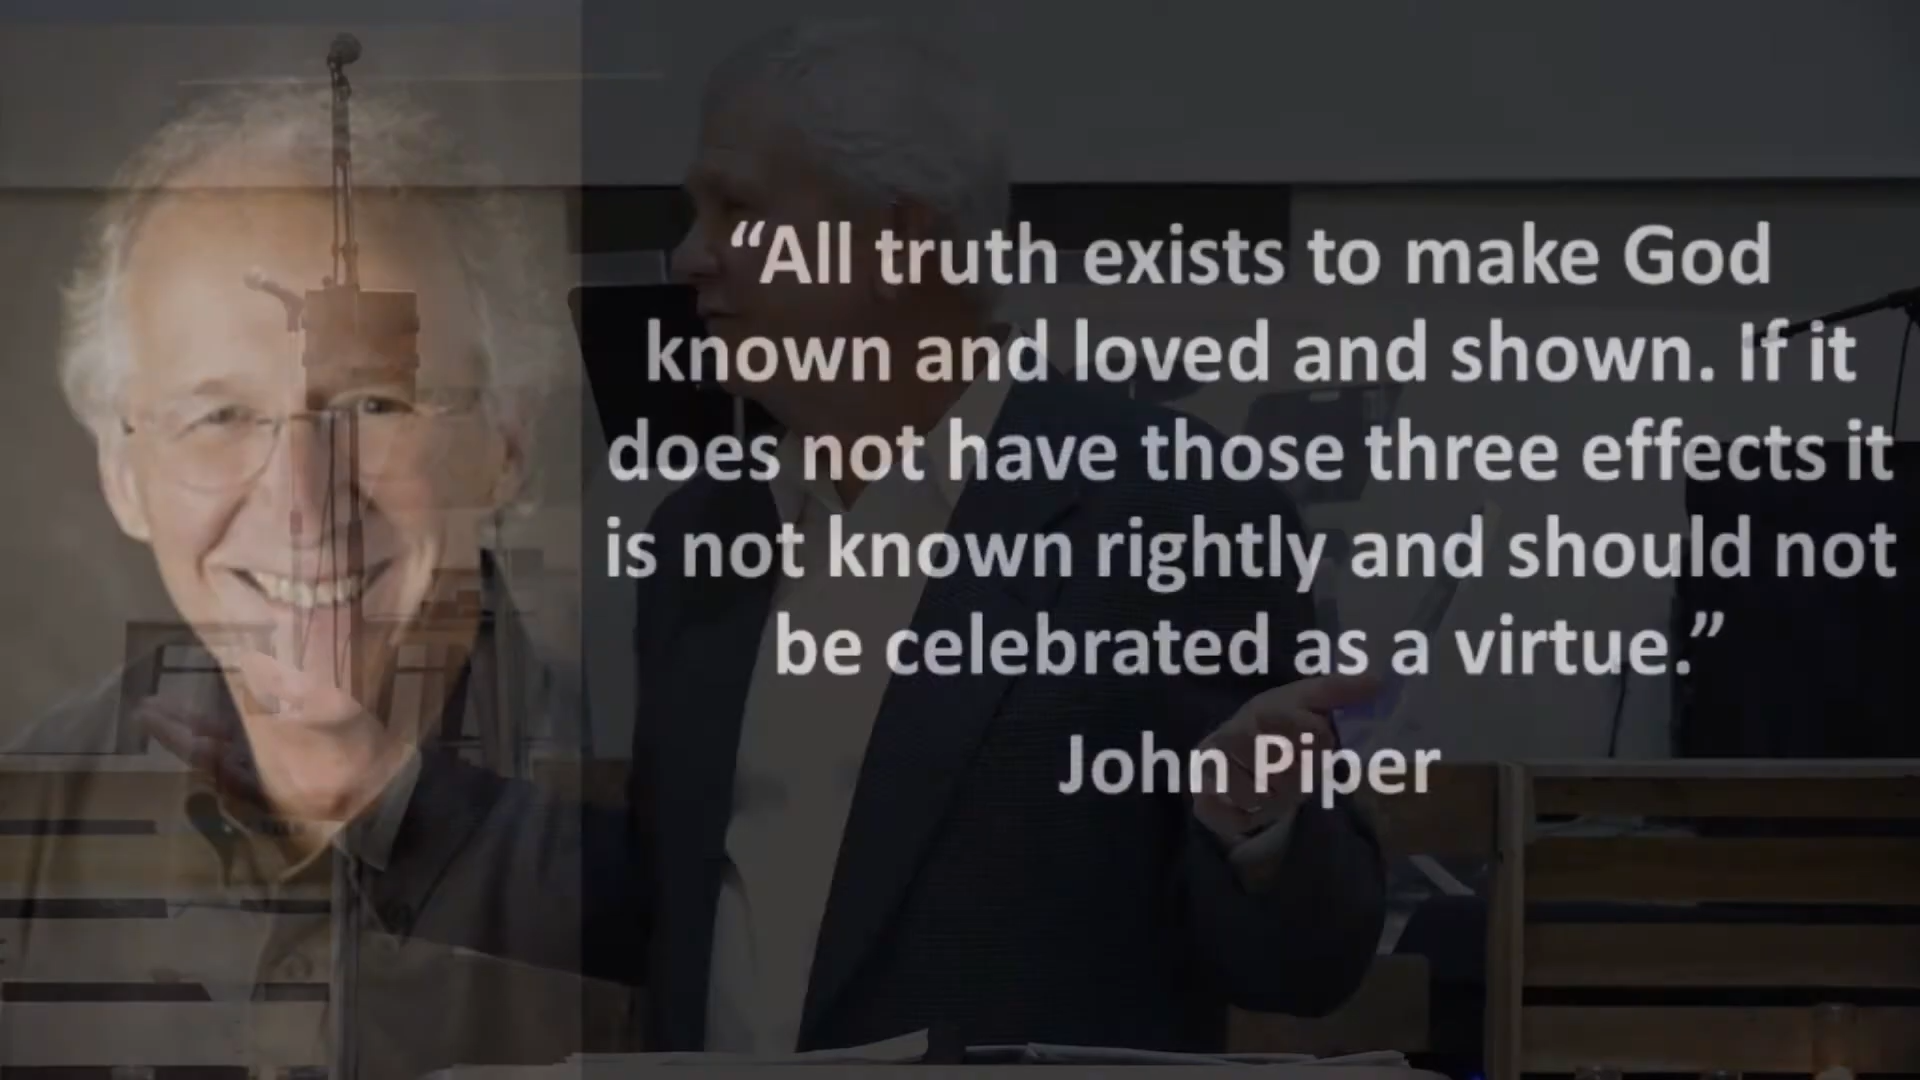 “All truth exists to make God
known and loved and shown. If it
does not have those three effects it
is not known rightly and should not
be celebrated as a virtue.”
John Piper